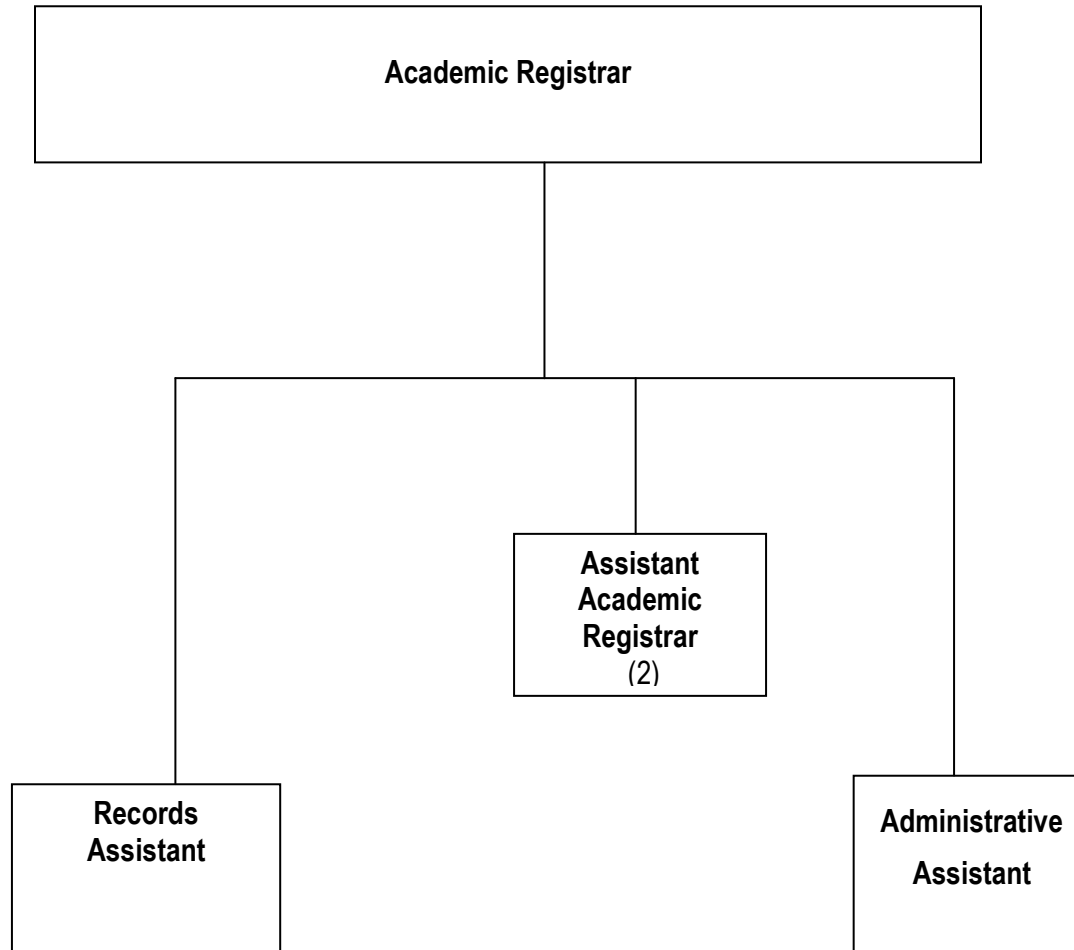 Academic Registrar
Assistant
Academic
Registrar
(2)
Records
Assistant
Administrative
Assistant